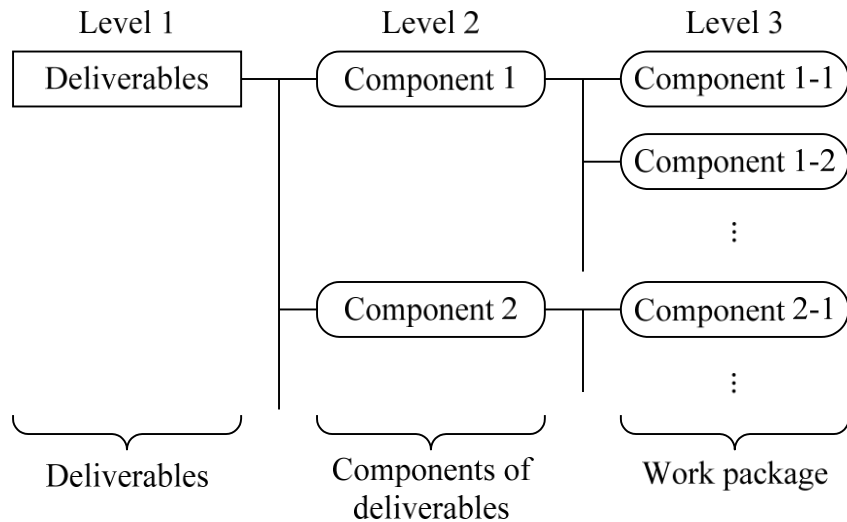 Level 1
Level 2
Level 3
Deliverables
Component 1
Component 1-1
Component 1-2
⋮
Component 2
Component 2-1
⋮
Deliverables
Components of
deliverables
Work package